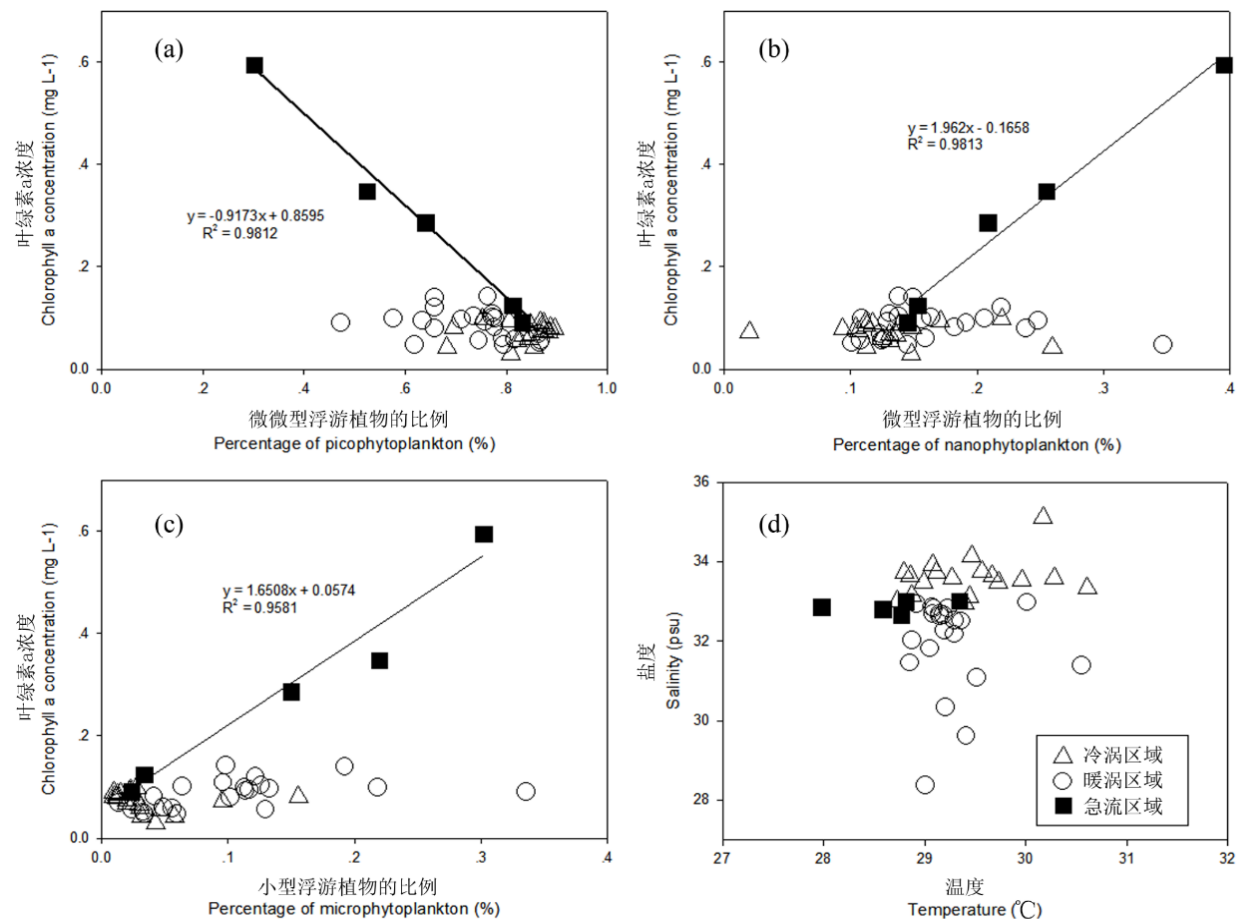 (a)
叶绿素a浓度
Chlorophyll a concentration (mg L-1)
.6
.4
.2
0.0
y = -0.9173x + 0.8595
R² = 0.9812
0.0 .2 .4 .6 .8 1.0
微微型浮游植物的比例
Percentage of picophytoplankton (%)
(b)
叶绿素a浓度
Chlorophyll a concentration (mg L-1)
.6
.4
.2
0.0
y = 1.962x - 0.1658
R² = 0.9813
0.0 .1 .2 .3 .4
微型浮游植物的比例
Percentage of nanophytoplankton (%)
(c)
叶绿素a浓度
Chlorophyll a concentration (mg L-1)
.6
.4
.2
0.0
y = 1.6508x + 0.0574
R² = 0.9581
0.0 .1 .2 .3 .4
小型浮游植物的比例
Percentage of microphytoplankton (%)
(d)
盐度
Salinity (psu)
36
34
32
30
28
冷涡区域
暖涡区域
急流区域
27 28 29 30 31 32
温度
Temperature (℃)